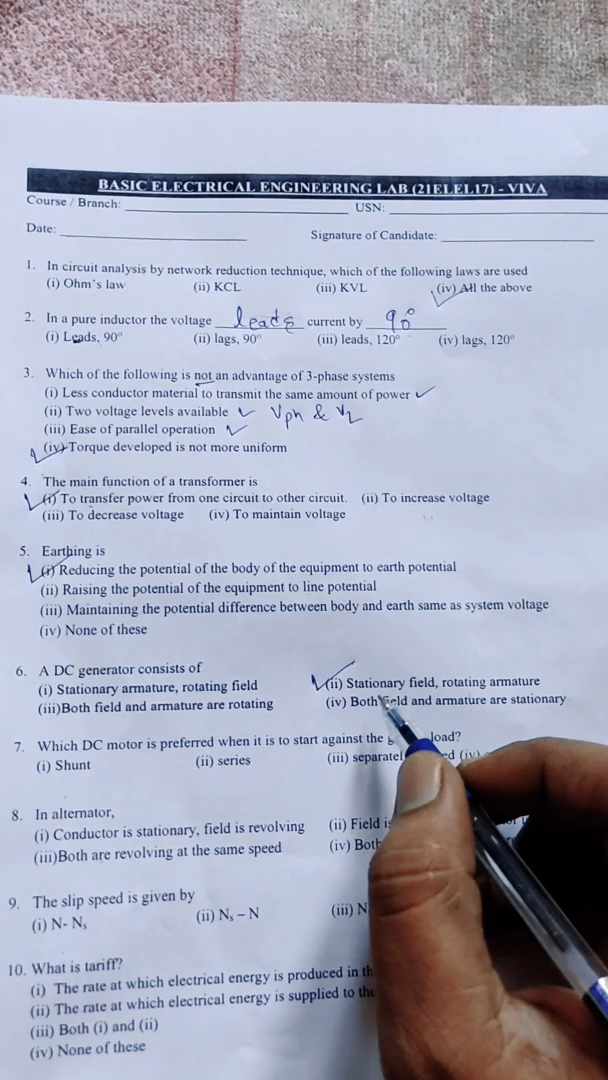 BASIC ELECTRICAL ENGINEERING LAB (21ELEL17) - VIVA
Course / Branch: USN:
Date: Signature of Candidate:
1. In circuit analysis by network reduction technique, which of the following laws are used
(i) Ohm's law (ii) KCL (iii) KVL (iv) All the above
2. In a pure inductor the voltage leads current by 90°
(i) Leads, 90° (ii) lags, 90° (iii) leads, 120° (iv) lags, 120°
3. Which of the following is not an advantage of 3-phase systems
(i) Less conductor material to transmit the same amount of power
(ii) Two voltage levels available Vph & VL
(iii) Ease of parallel operation
(iv) Torque developed is not more uniform
4. The main function of a transformer is
(i) To transfer power from one circuit to other circuit. (ii) To increase voltage
(iii) To decrease voltage (iv) To maintain voltage
5. Earthing is
(i) Reducing the potential of the body of the equipment to earth potential
(ii) Raising the potential of the equipment to line potential
(iii) Maintaining the potential difference between body and earth same as system voltage
(iv) None of these
6. A DC generator consists of
(i) Stationary armature, rotating field (ii) Stationary field, rotating armature
(iii)Both field and armature are rotating (iv) Both field and armature are stationary
7. Which DC motor is preferred when it is to start against the load?
(i) Shunt (ii) series (iii) (iv)
8. In alternator,
(i) Conductor is stationary, field is revolving (ii) Field
(iii)Both are revolving at the same speed (iv)
9. The slip speed is given by
(i) N- Ns (ii) Ns – N (iii) N
10. What is tariff?
(i) The rate at which electrical energy is produced in
(ii) The rate at which electrical energy is supplied to the
(iii) Both (i) and (ii)
(iv) None of these